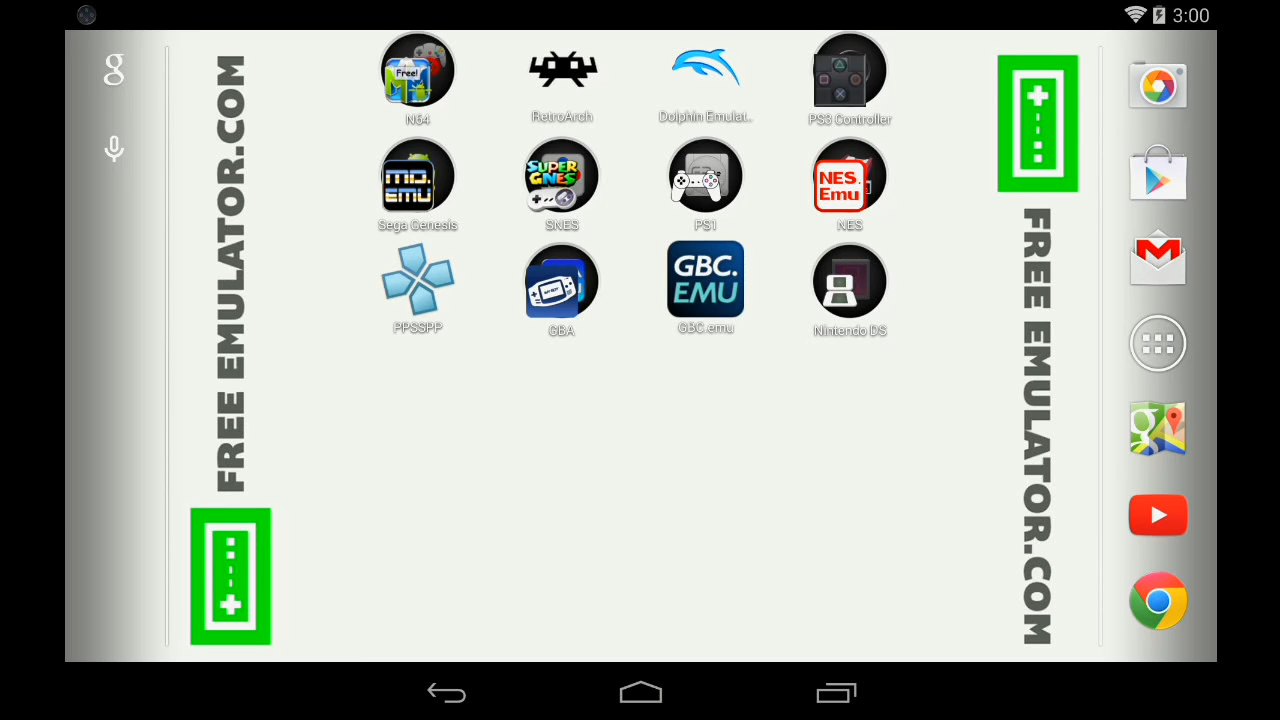 3:00
g
FREE EMULATOR.COM
Free!
N64
RetroArch
Dolphin Emulat..
PS3 Controller
MD.
EMU
Sega Genesis
SUPER
GNES
SNES
PS1
NES.
Emu
NES
PPSSPP
GBA
GBC.
EMU
GBC.emu
Nintendo DS
FREE EMULATOR.COM
g